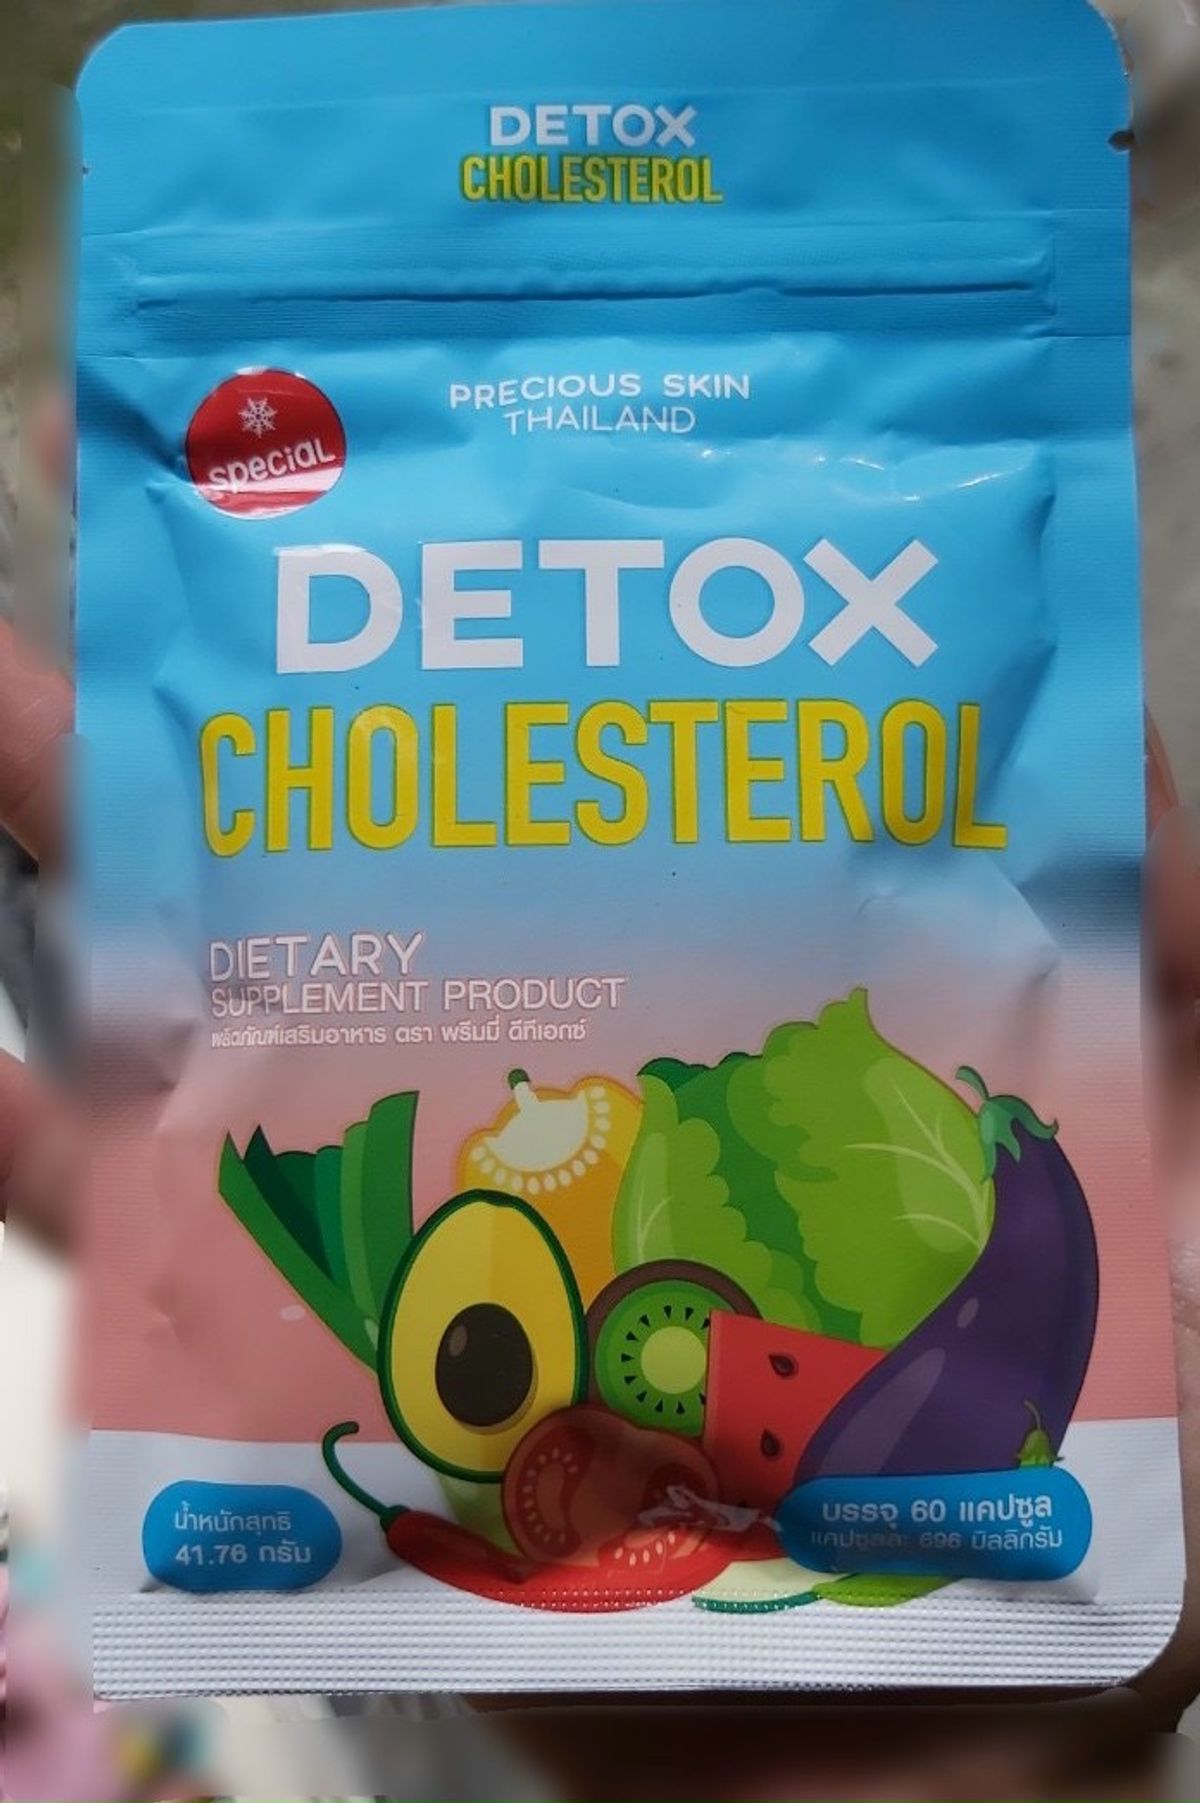 DETOX
CHOLESTEROL
PRECIOUS SKIN
THAILAND
special
DETOX
CHOLESTEROL
DIETARY
SUPPLEMENT PRODUCT
ผลิตภัณฑ์เสริมอาหาร ตรา พรีมมี่ ดีทีเอกซ์
น้ำหนักสุทธิ
41.76 กรัม
บรรจุ 60 แคปซูล
แคปซูลละ 696 มิลลิกรัม